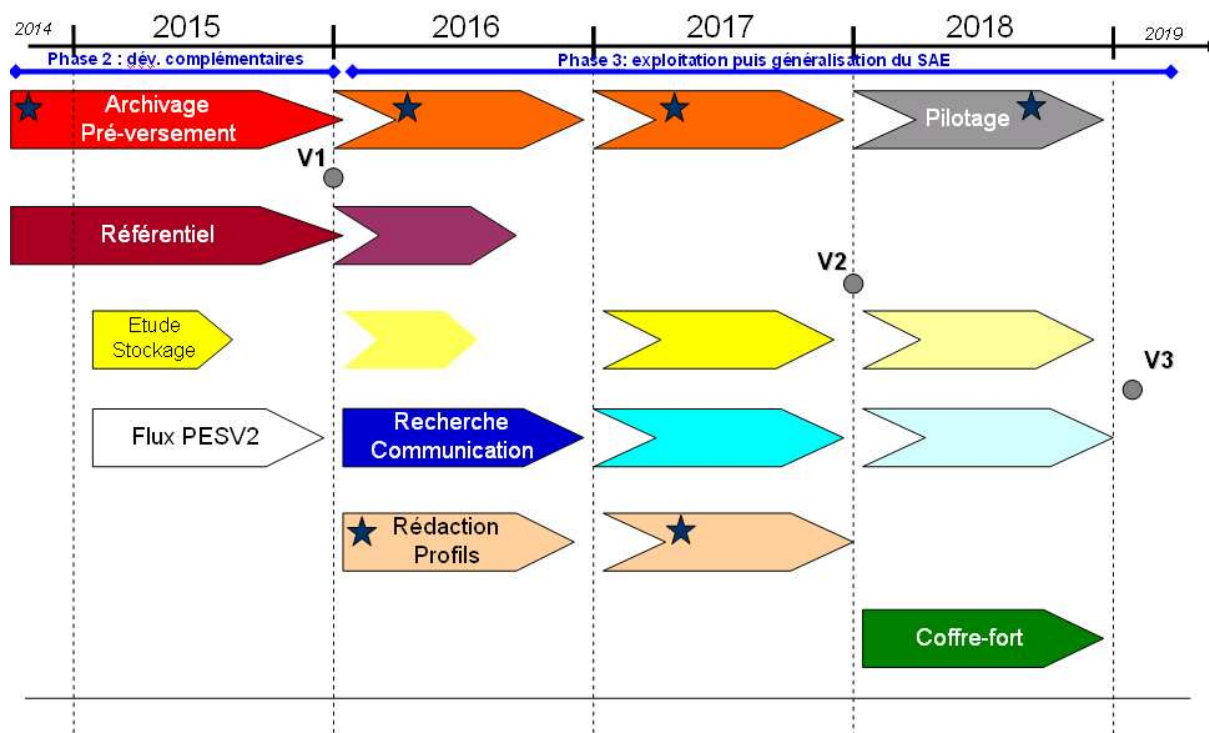 2014
2015
2016
2017
2018
2019
Phase 2 : dév. complémentaires
Phase 3: exploitation puis généralisation du SAE
Archivage
Pré-versement
Pilotage
V1
Référentiel
V2
Etude
Stockage
V3
Flux PESV2
Recherche
Communication
Rédaction
Profils
Coffre-fort